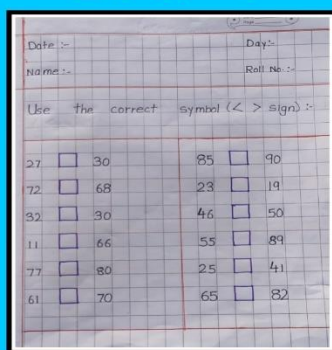 Date :- Day:-
Name :- Roll No. :-
Use the correct symbol (< > sign) :-
27 □ 30 85 □ 90
72 □ 68 23 □ 19
32 □ 30 46 □ 50
11 □ 66 55 □ 89
77 □ 80 25 □ 41
61 □ 70 65 □ 82